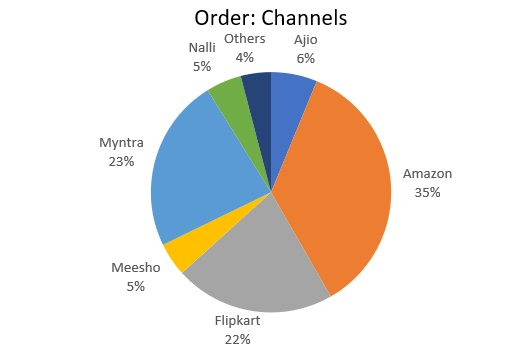 Order: Channels
Others
4%
Ajio
6%
Nalli
5%
Myntra
23%
Amazon
35%
Meesho
5%
Flipkart
22%